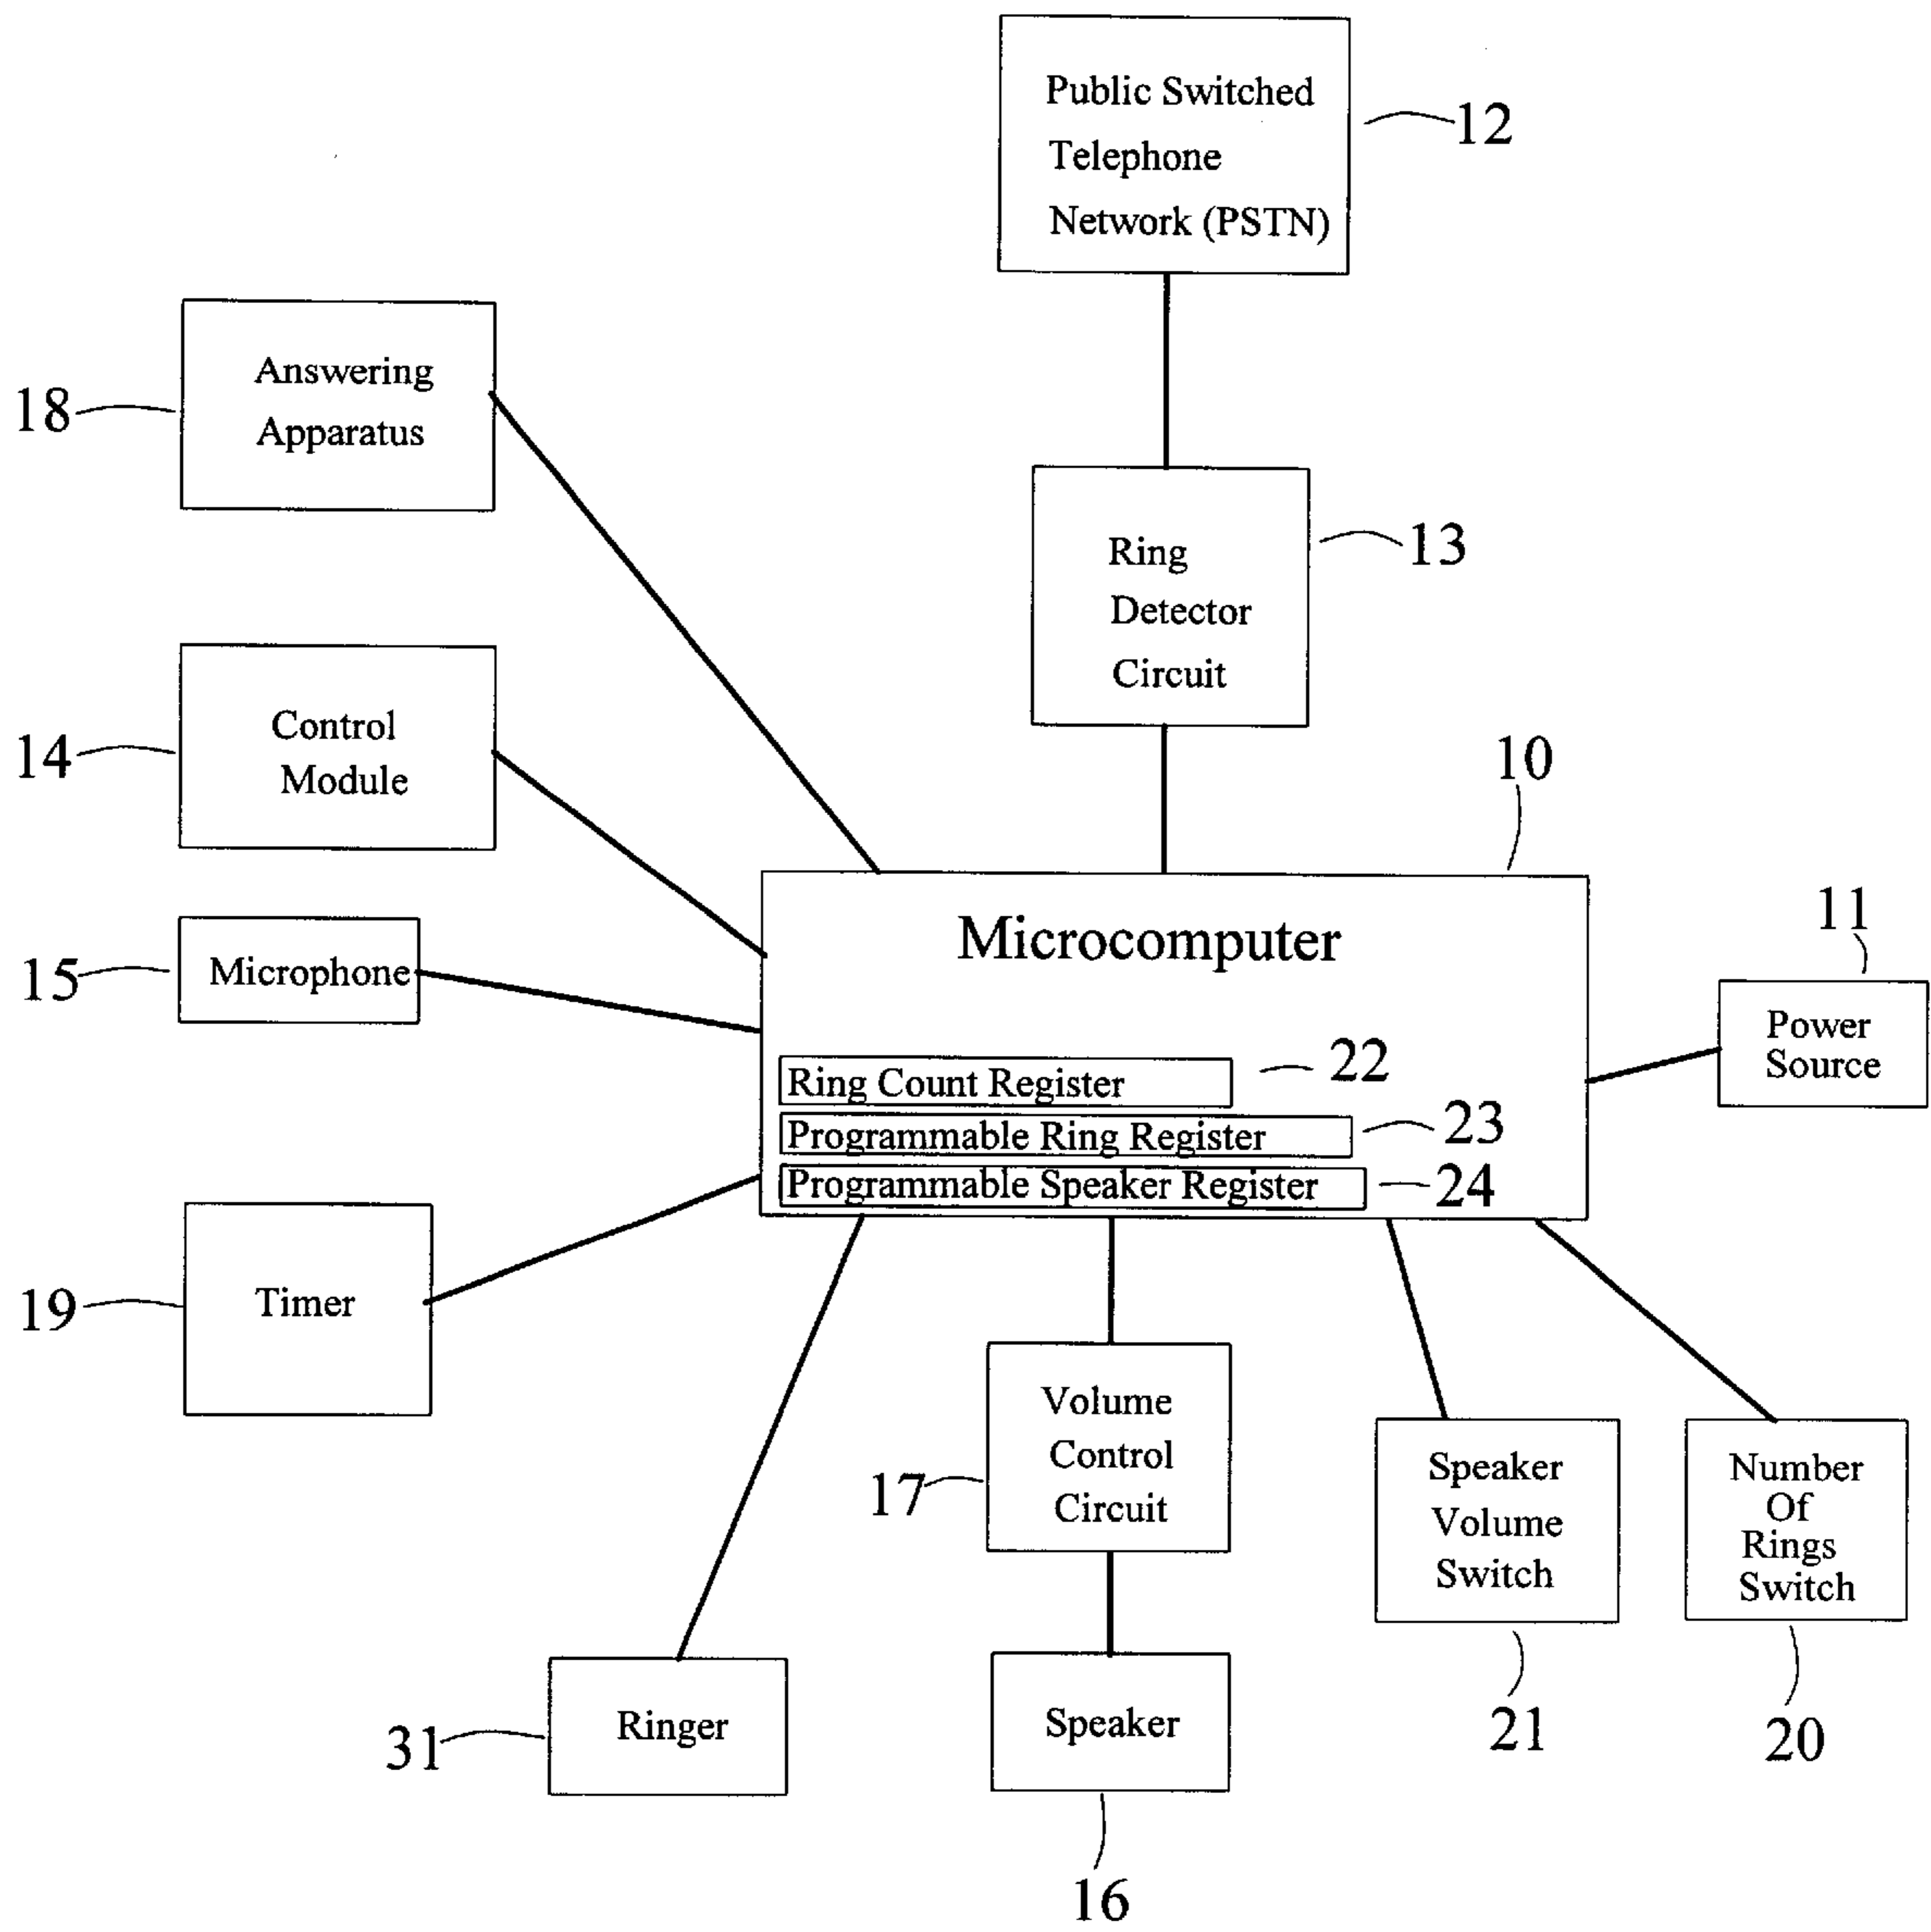 Public Switched
Telephone
Network (PSTN)
12
Answering
Apparatus
18
Ring
Detector
Circuit
13
Control
Module
14
10
Microcomputer
11
Power
Source
Microphone
15
Ring Count Register
22
Programmable Ring Register
23
Programmable Speaker Register
24
Timer
19
Volume
Control
Circuit
17
Speaker
Volume
Switch
21
Number
Of
Rings
Switch
20
Ringer
31
Speaker
16